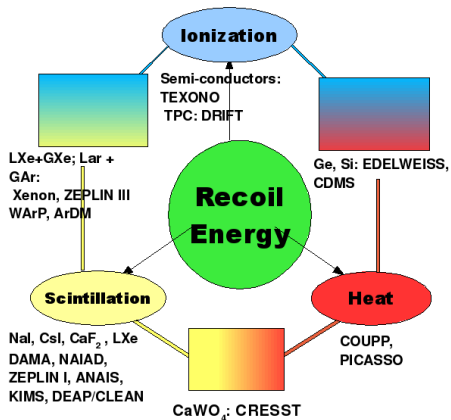 Ionization
Semi-conductors:
TEXONO
TPC: DRIFT
LXe+GXe; Lar +
GAr:
Xenon, ZEPLIN III
WArP, ArDM
Ge, Si: EDELWEISS,
CDMS
Recoil
Energy
Scintillation
Heat
NaI, CsI, CaF₂ , LXe
DAMA, NAIAD,
ZEPLIN I, ANAIS,
KIMS, DEAP/CLEAN
COUPP,
PICASSO
CaWO₄: CRESST